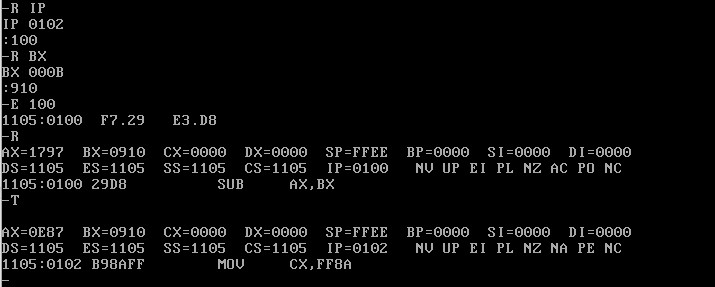 -R IP
IP 0102
:100
-R BX
BX 000B
:910
-E 100
1105:0100  F7.29   E3.D8
-R
AX=1797  BX=0910  CX=0000  DX=0000  SP=FFEE  BP=0000  SI=0000  DI=0000
DS=1105  ES=1105  SS=1105  CS=1105  IP=0100   NV UP EI PL NZ AC PO NC
1105:0100 29D8          SUB     AX,BX
-T
AX=0E87  BX=0910  CX=0000  DX=0000  SP=FFEE  BP=0000  SI=0000  DI=0000
DS=1105  ES=1105  SS=1105  CS=1105  IP=0102   NV UP EI PL NZ NA PE NC
1105:0102 B98AFF        MOV     CX,FF8A
-